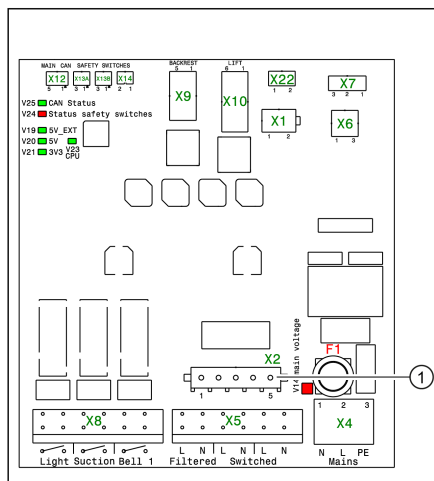 MAIN CAN SAFETY SWITCHES
X12 X13A X13B X14
5 1 3 1 3 1 2 1
BACKREST LIFT
5 1 6 1
X9 X10
X22
1 2
X7
3 2 1
X1
1 2
X6
1 3
V25 CAN Status
V24 Status safety switches
V19 5V_EXT
V20 5V
V21 3V3
V23
CPU
X2
1 5
V14 main voltage
F1
1
X8
X5
1 2 3
X4
L N L N L N
N L PE
Light Suction Bell 1
Filtered Switched
Mains